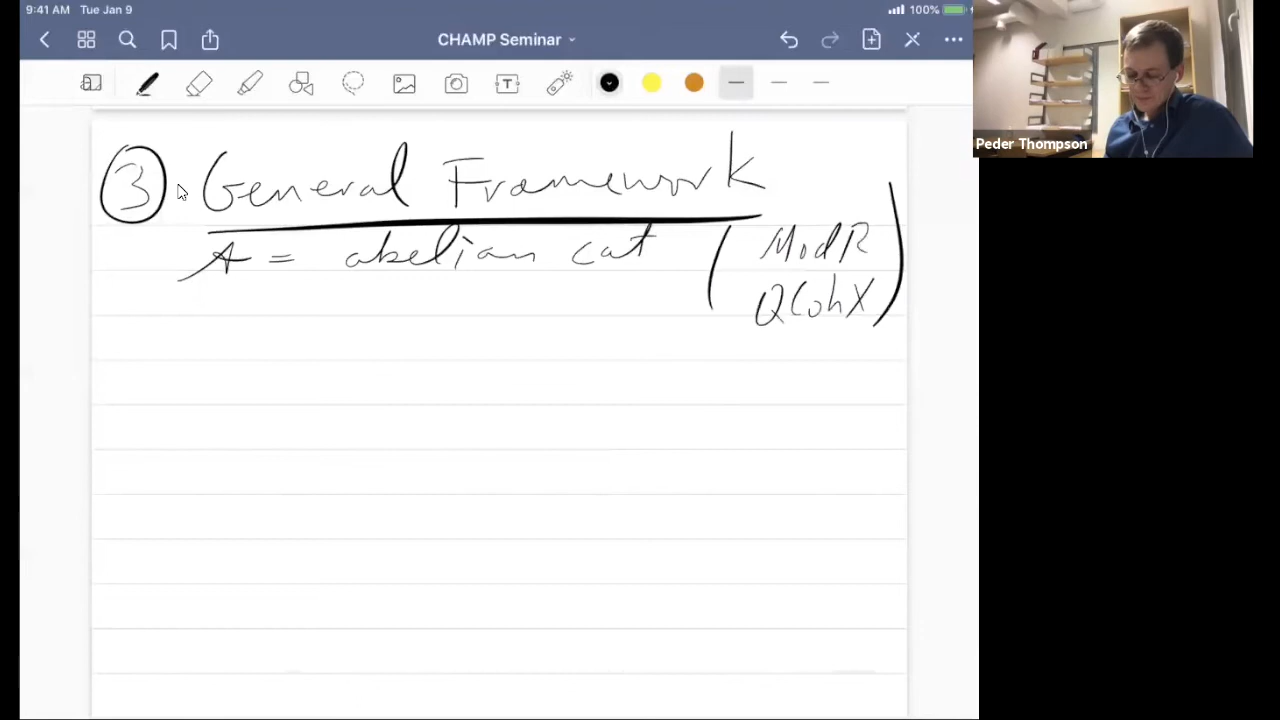 9:41 AM Tue Jan 9
100%
CHAMP Seminar
T
Peder Thompson
③ General Framework
A = abelian cat ( ModR
QCohX )